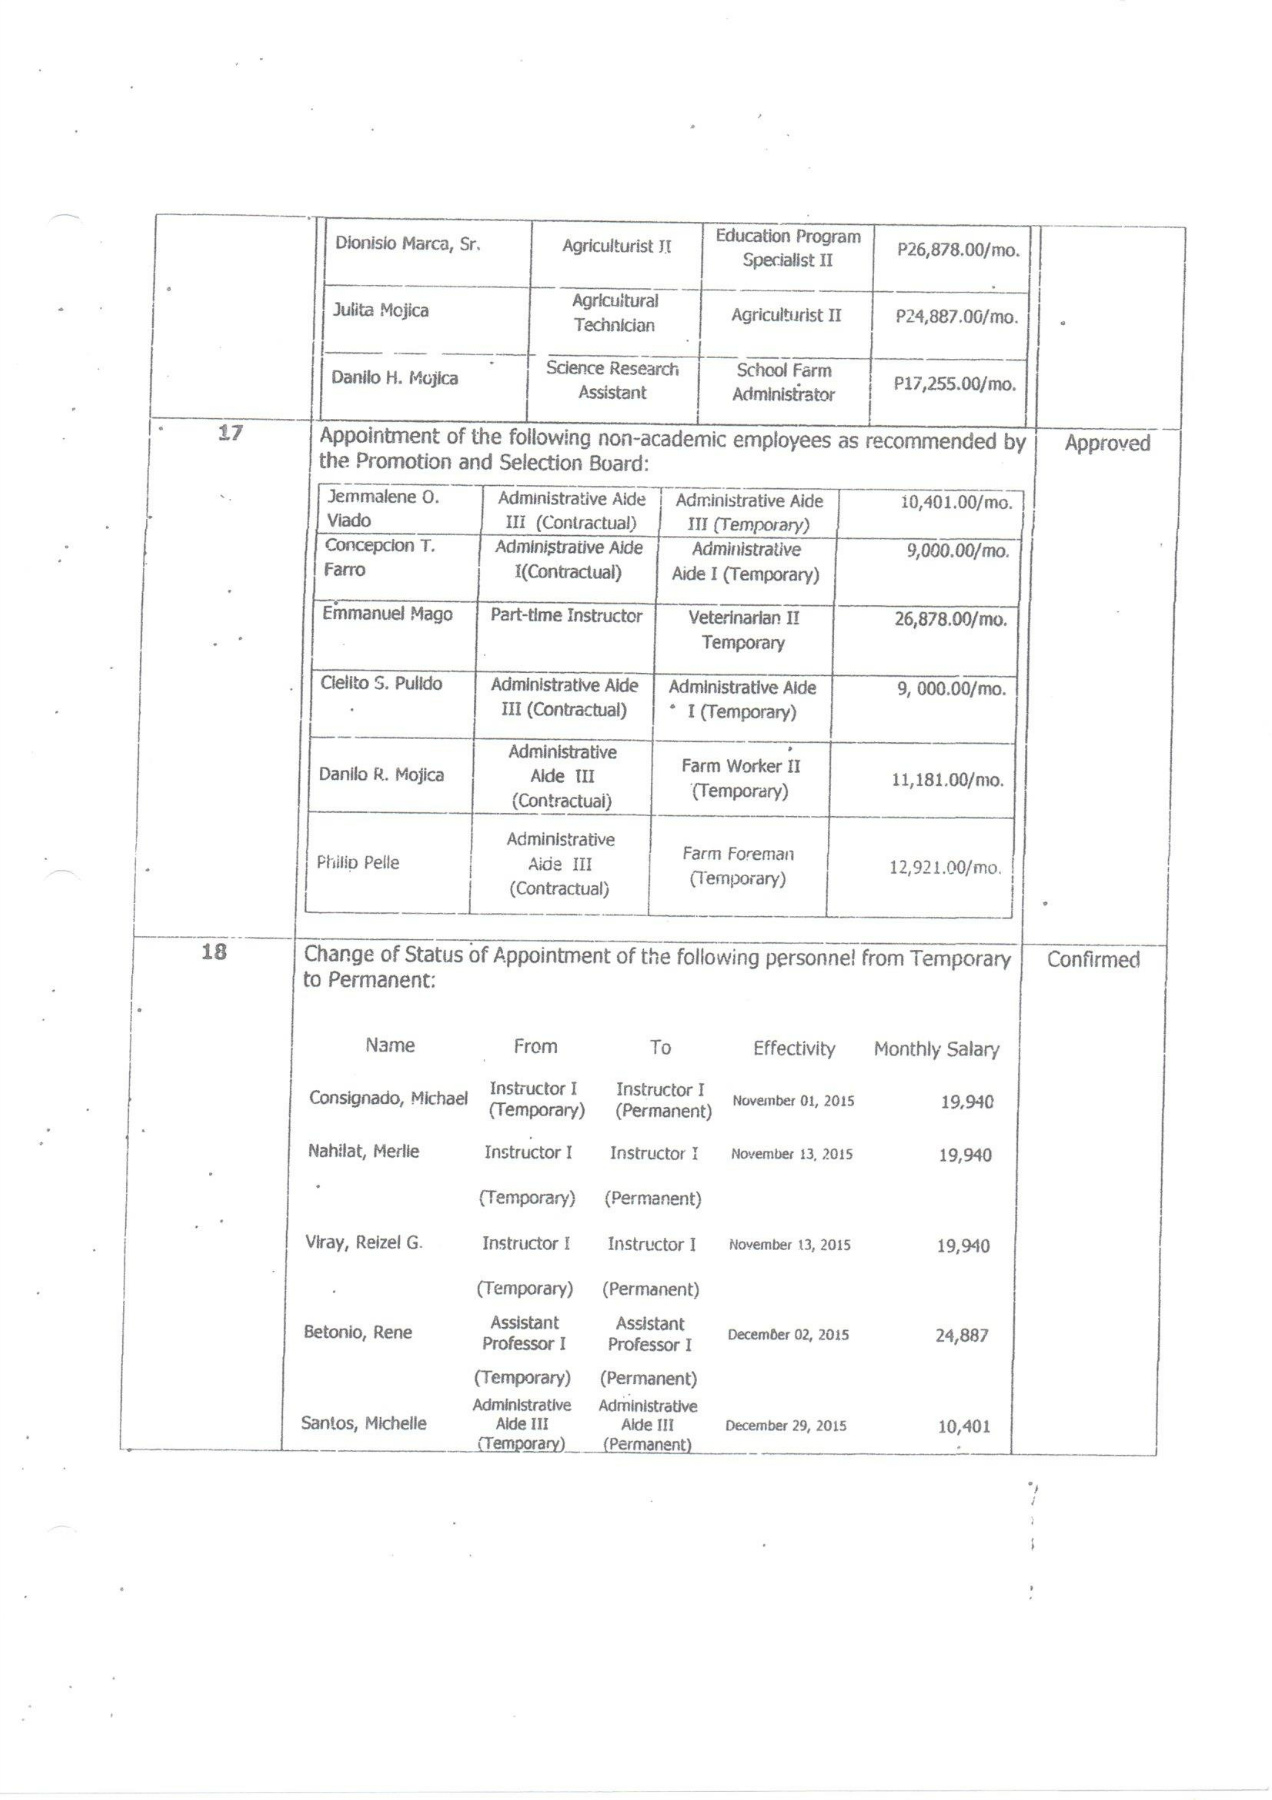 Dionisio Marca, Sr.
Agriculturist II
Education Program
Specialist II
P26,878.00/mo.
Julita Mojica
Agricultural
Technician
Agriculturist II
P24,887.00/mo.
Danilo H. Mojica
Science Research
Assistant
School Farm
Administrator
P17,255.00/mo.
17
Appointment of the following non-academic employees as recommended by
the Promotion and Selection Board:
Approved
Jemmalene O.
Viado
Administrative Aide
III (Contractual)
Administrative Aide
III (Temporary)
10,401.00/mo.
Concepcion T.
Farro
Administrative Aide
I(Contractual)
Administrative
Aide I (Temporary)
9,000.00/mo.
Emmanuel Mago
Part-time Instructor
Veterinarian II
Temporary
26,878.00/mo.
Clelito S. Pulido
Administrative Aide
III (Contractual)
Administrative Aide
I (Temporary)
9, 000.00/mo.
Danilo R. Mojica
Administrative
Aide III
(Contractual)
Farm Worker II
(Temporary)
11,181.00/mo.
Philip Pelle
Administrative
Aide III
(Contractual)
Farm Foreman
(Temporary)
12,921.00/mo.
18
Change of Status of Appointment of the following personnel from Temporary
to Permanent:
Confirmed
Name From To Effectivity Monthly Salary
Consignado, Michael
Instructor I
(Temporary)
Instructor I
(Permanent)
November 01, 2015
19,940
Nahilat, Merlie
Instructor I
(Temporary)
Instructor I
(Permanent)
November 13, 2015
19,940
Viray, Reizel G.
Instructor I
(Temporary)
Instructor I
(Permanent)
November 13, 2015
19,940
Betonio, Rene
Assistant
Professor I
(Temporary)
Assistant
Professor I
(Permanent)
December 02, 2015
24,887
Santos, Michelle
Administrative
Aide III
(Temporary)
Administrative
Aide III
(Permanent)
December 29, 2015
10,401